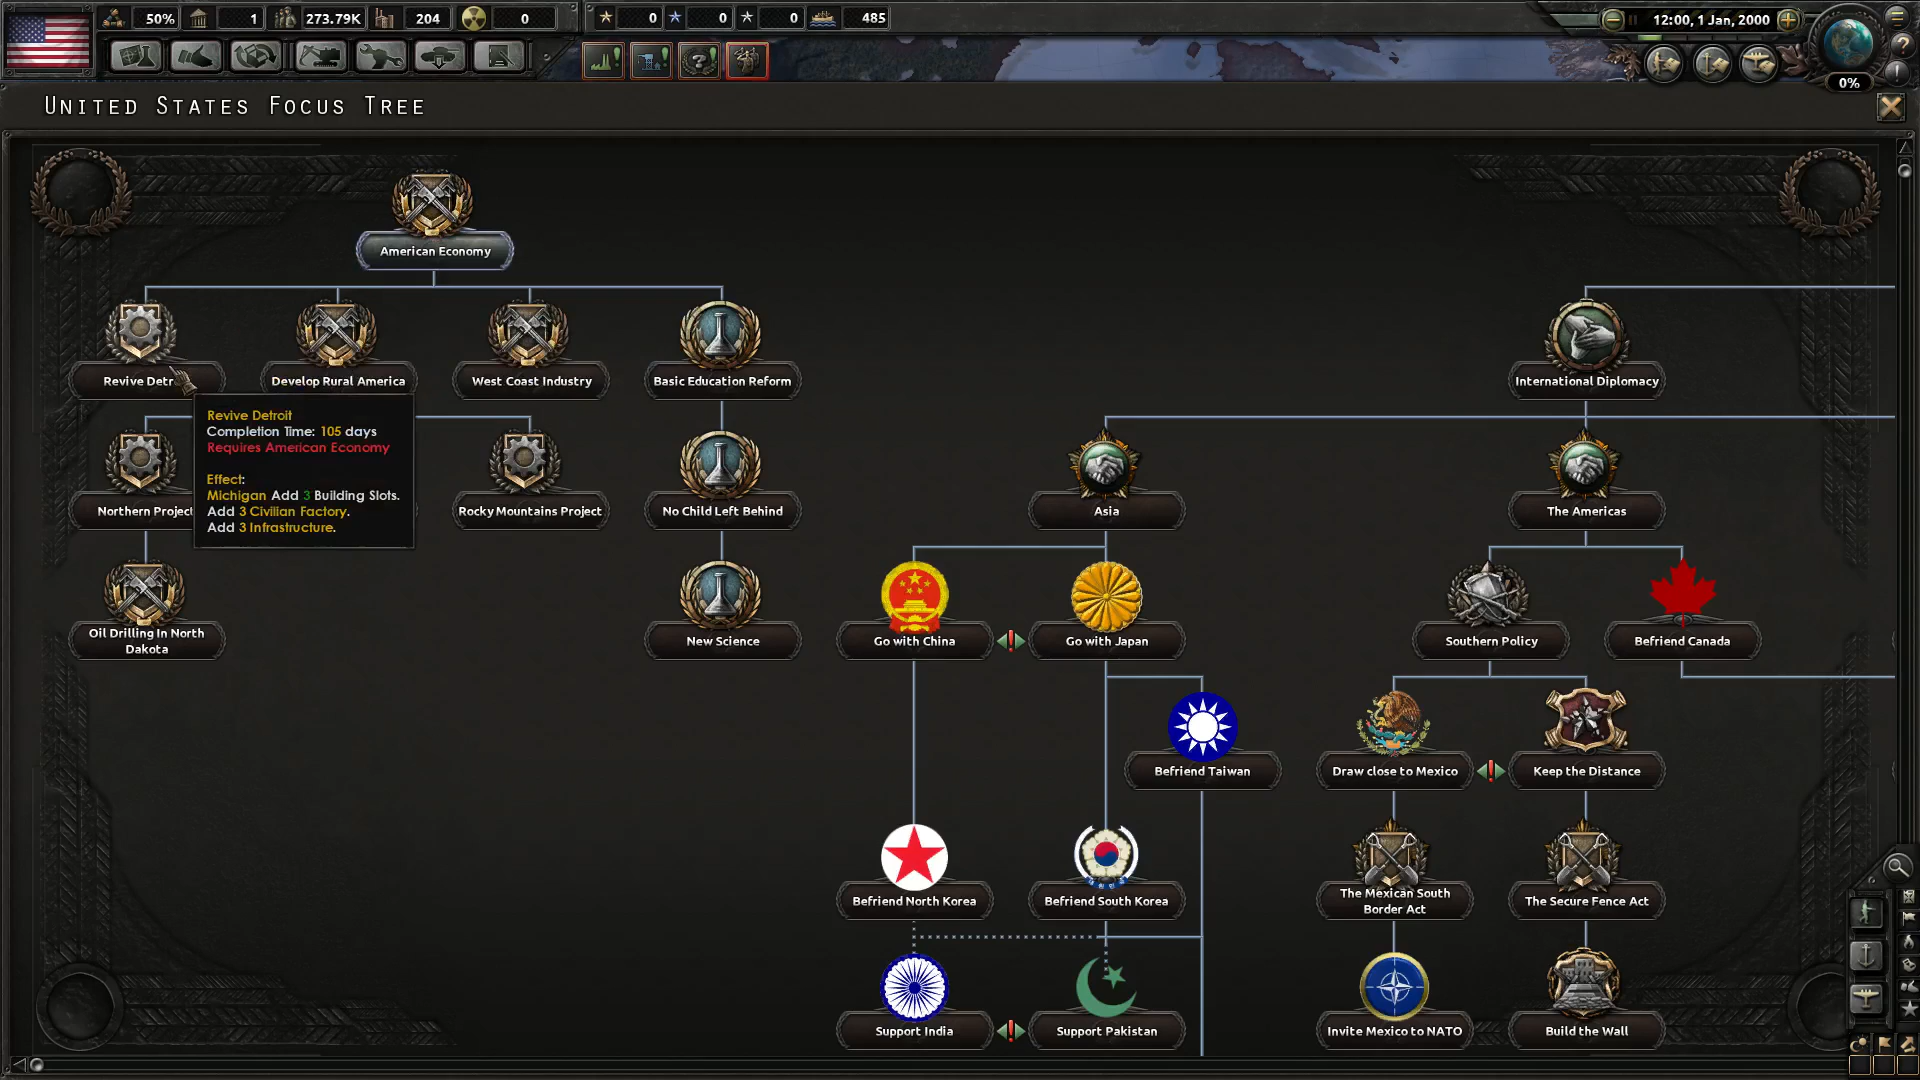 50%
1
273.79K
204
0
0
0
0
485
12:00, 1 Jan, 2000
0%
United States Focus Tree
American Economy
Revive Detr
Develop Rural America
West Coast Industry
Basic Education Reform
International Diplomacy
Revive Detroit
Completion Time: 105 days
Requires American Economy
Effect:
Michigan Add 3 Building Slots.
Add 3 Civilian Factory.
Add 3 Infrastructure.
Northern Project
Rocky Mountains Project
No Child Left Behind
Asia
The Americas
Oil Drilling In North
Dakota
New Science
Go with China
Go with Japan
Southern Policy
Befriend Canada
Befriend Taiwan
Draw close to Mexico
Keep the Distance
Befriend North Korea
Befriend South Korea
The Mexican South
Border Act
The Secure Fence Act
Support India
Support Pakistan
Invite Mexico to NATO
Build the Wall